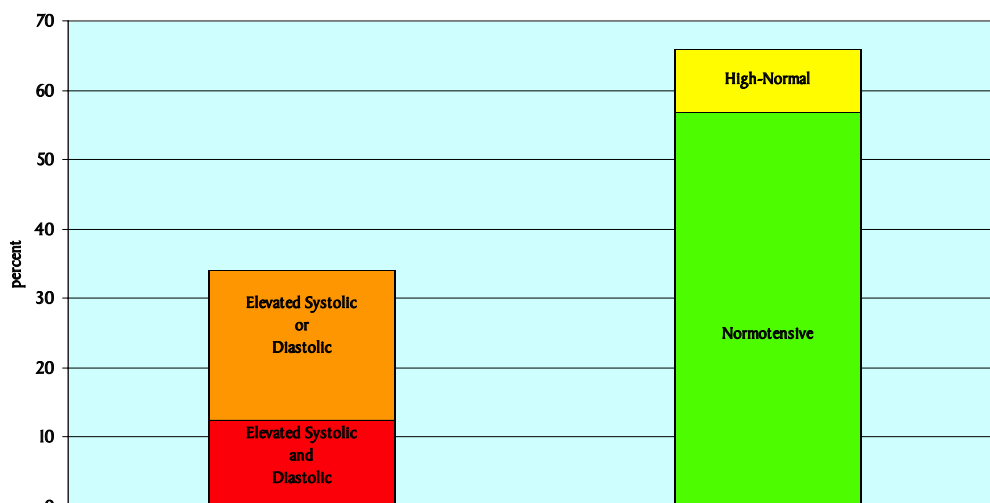 70
60
50
40
30
20
10
0
percent
High-Normal
Normotensive
Elevated Systolic
or
Diastolic
Elevated Systolic
and
Diastolic